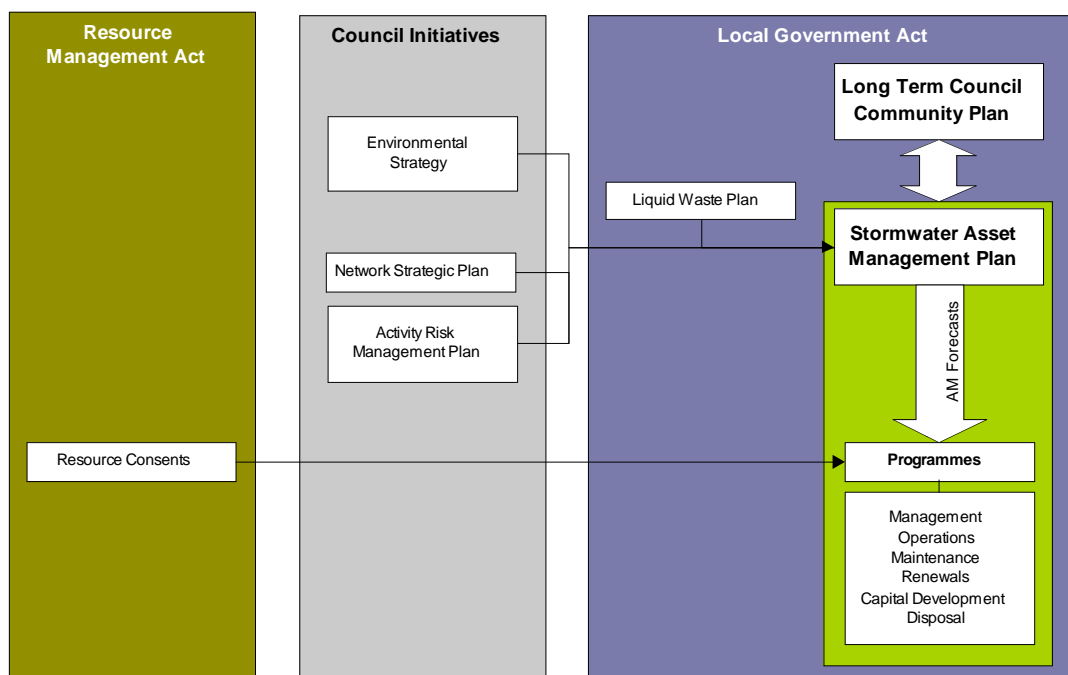 Resource
Management Act
Council Initiatives
Local Government Act
Long Term Council
Community Plan
Environmental
Strategy
Liquid Waste Plan
Stormwater Asset
Management Plan
Network Strategic Plan
Activity Risk
Management Plan
AM Forecasts
Resource Consents
Programmes
Management
Operations
Maintenance
Renewals
Capital Development
Disposal